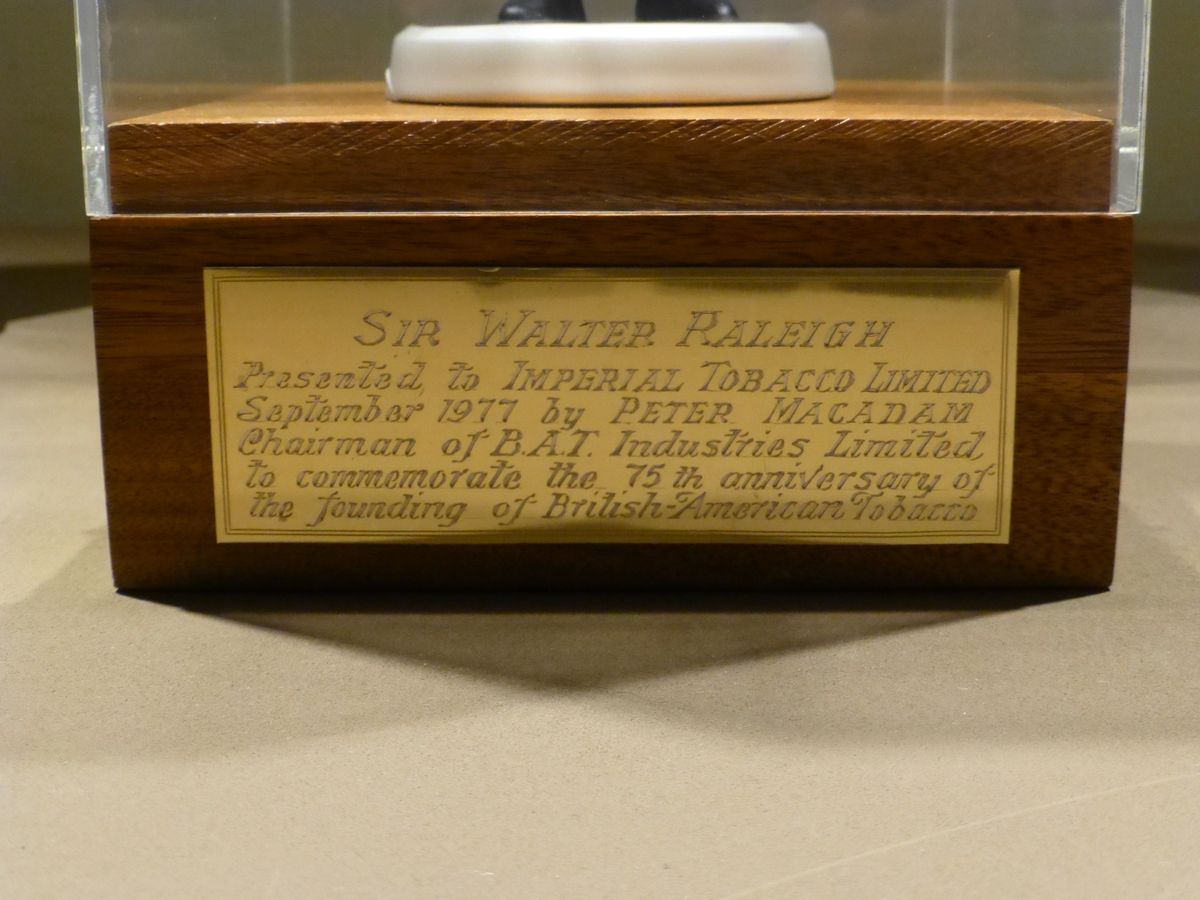 SIR WALTER RALEIGH
Presented, to IMPERIAL TOBACCO LIMITED
September 1977 by PETER MACADAM
Chairman of B.A.T. Industries Limited,
to commemorate the 75th anniversary of
the founding of British-American Tobacco